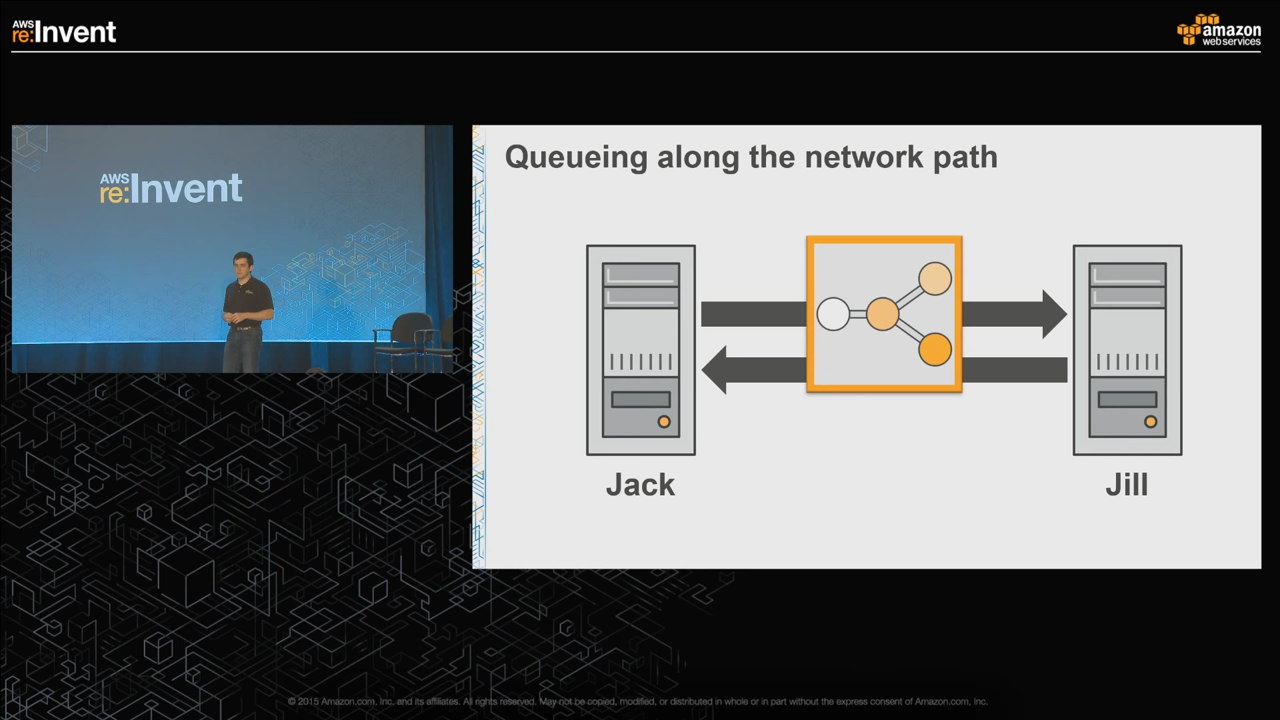 AWS
re:Invent
amazon
web services
AWS
re:Invent
Queueing along the network path
Jack
Jill
© 2015 Amazon.com, Inc. and its affiliates. All rights reserved. May not be copied, modified, or distributed in whole or in part without the express consent of Amazon.com, Inc.